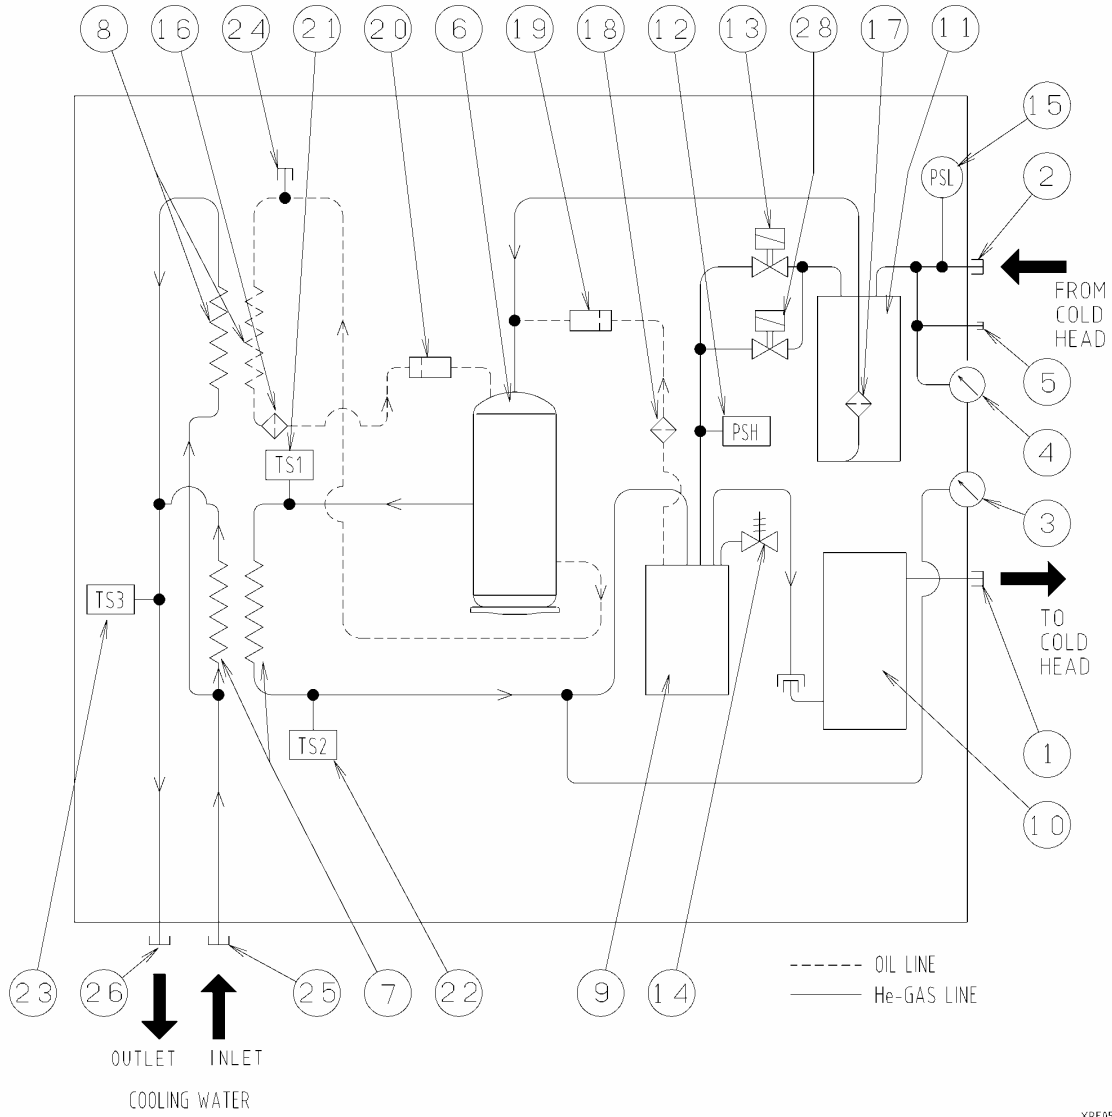 8 16 24 21 20 6 19 18 12 13 28 17 11
15
PSL
2
FROM
COLD
HEAD
5
PSH
4
TS1
3
TS3
TO
COLD
HEAD
TS2
1
10
23 26 25 7 22 9 14
OIL LINE
He-GAS LINE
OUTLET INLET
COOLING WATER